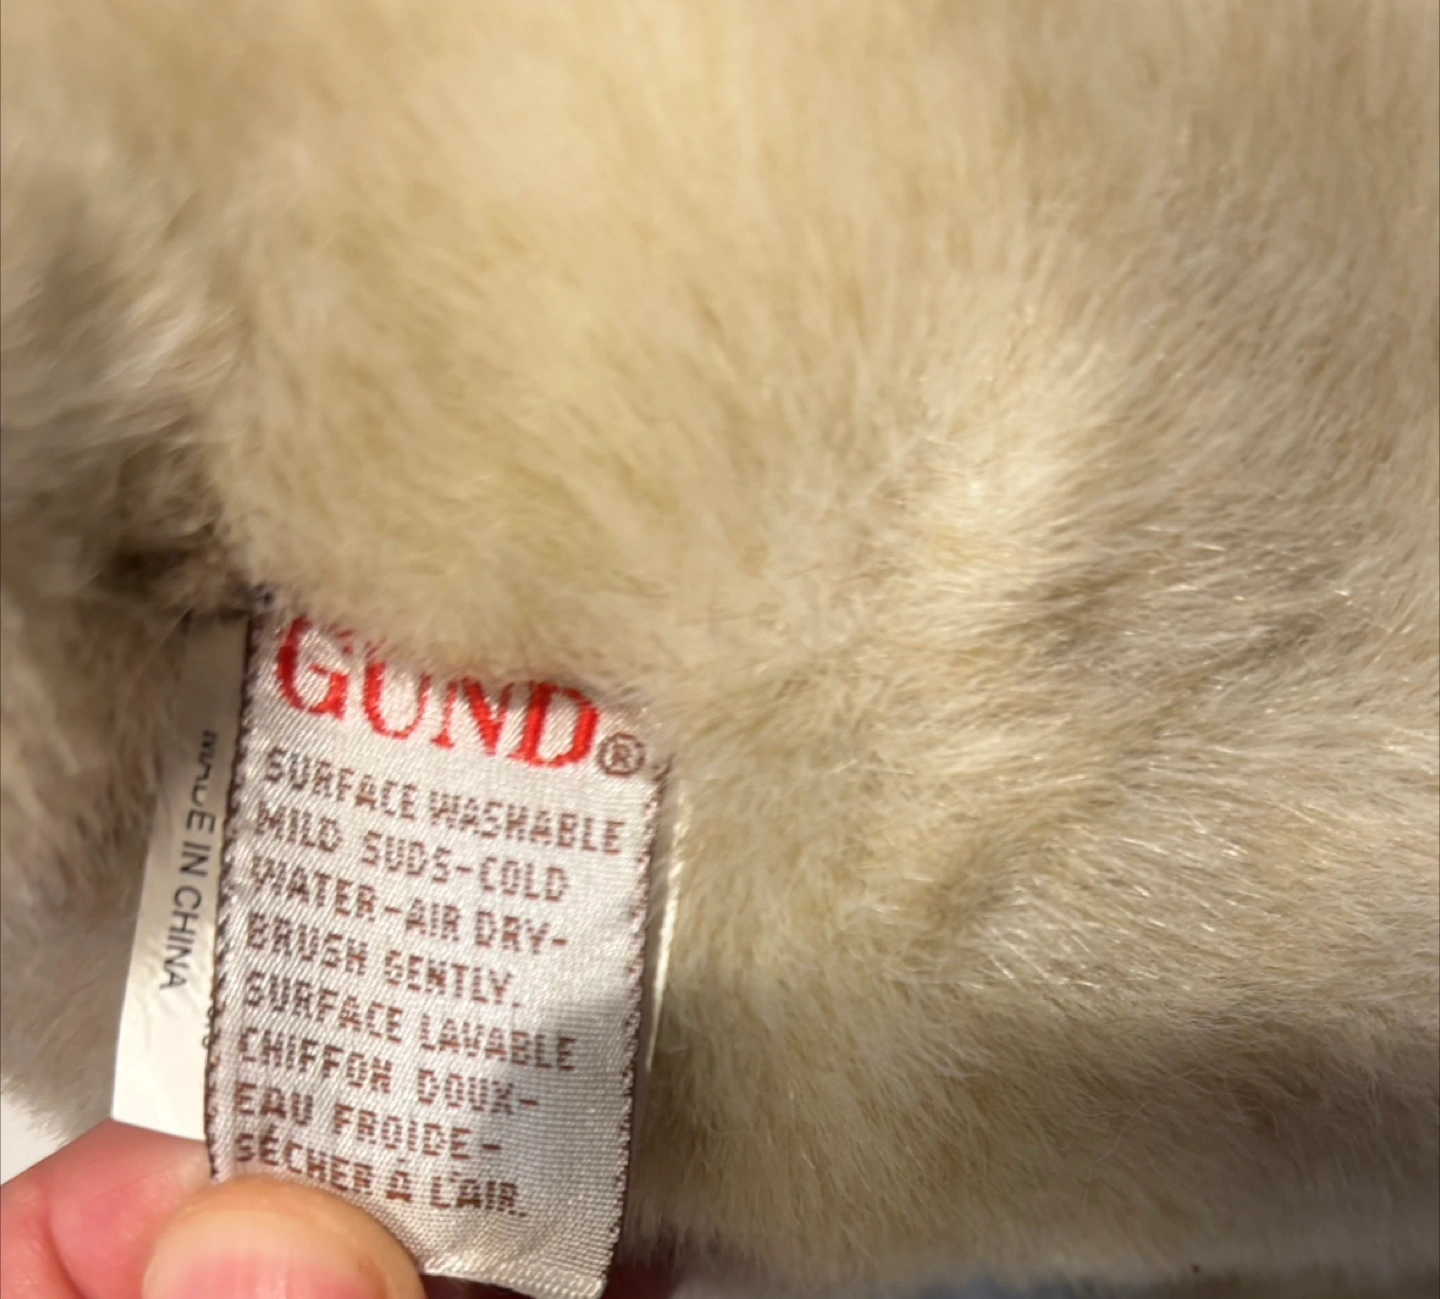 GUND®
SURFACE WASHABLE
MILD SUDS-COLD
WATER-AIR DRY-
BRUSH GENTLY.
SURFACE LAVABLE
CHIFFON DOUX-
EAU FROIDE-
SÉCHER A L'AIR.
MADE IN CHINA